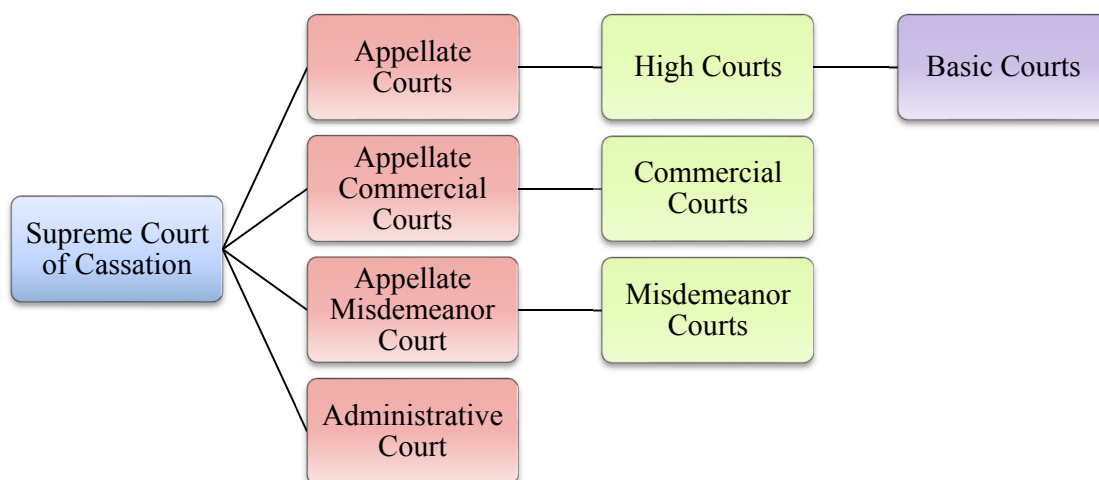 Appellate
Courts
High Courts
Basic Courts
Appellate
Commercial
Courts
Commercial
Courts
Supreme Court
of Cassation
Appellate
Misdemeanor
Court
Misdemeanor
Courts
Administrative
Court